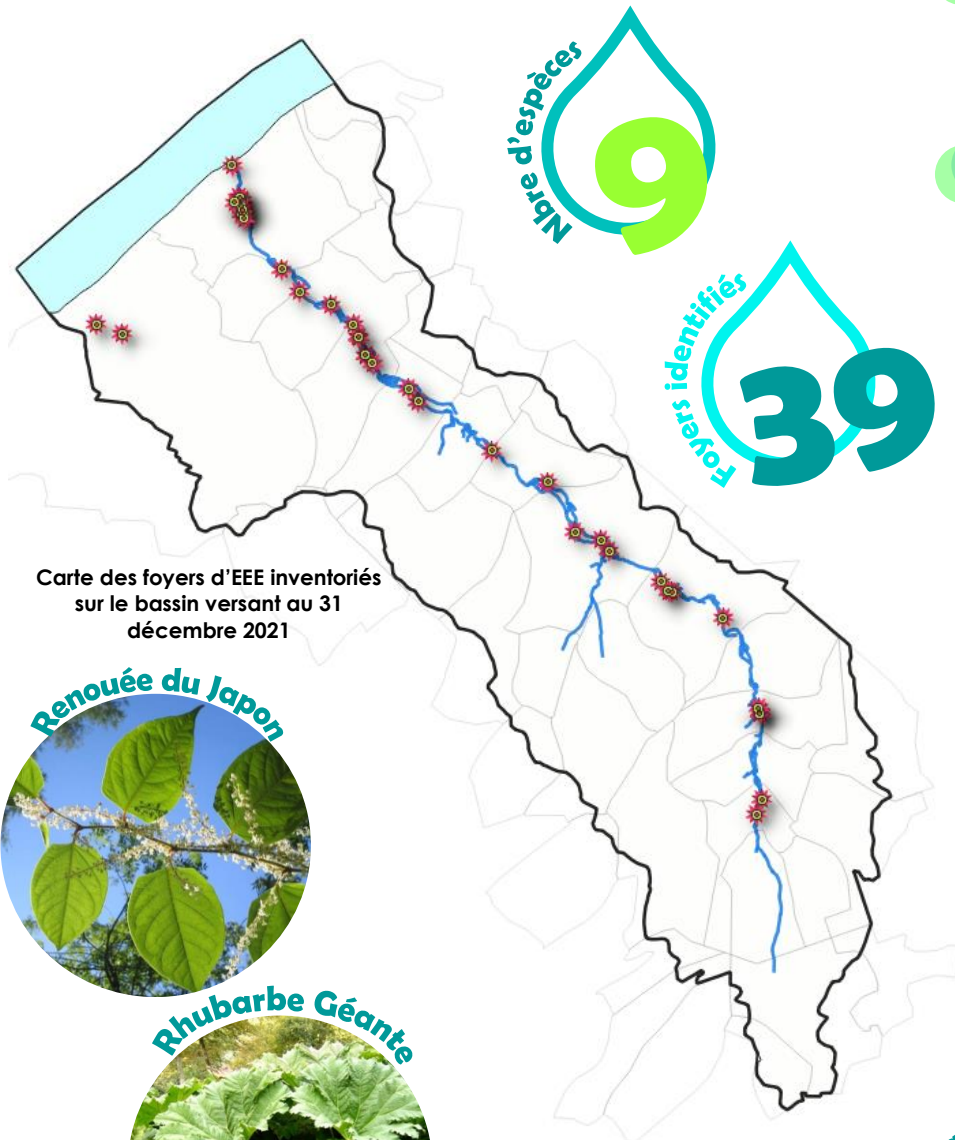 Nbre d'espèces
9
Foyers identifiés
39
Carte des foyers d'EEE inventoriés
sur le bassin versant au 31
décembre 2021
Renouée du Japon
Rhubarbe Géante